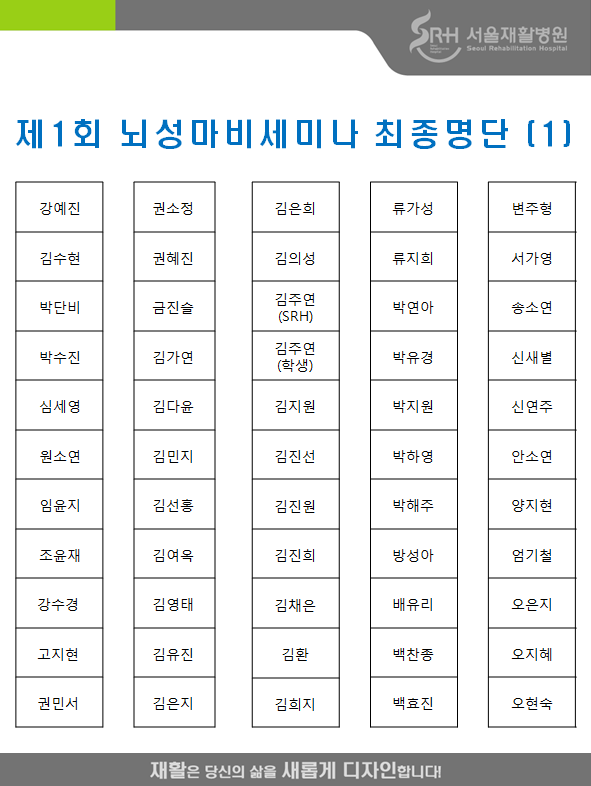 SRH 서울재활병원
Seoul Rehabilitation Hospital
제1회 뇌성마비세미나 최종명단 (1)
강예진 권소정 김은희 류가성 변주형
김수현 권혜진 김의성 류지희 서가영
박단비 금진슬 김주연 박연아 송소연
(SRH)
박수진 김가연 김주연 박유경 신새별
(학생)
심세영 김다윤 김지원 박지원 신연주
원소연 김민지 김진선 박하영 안소연
임윤지 김선홍 김진원 박해주 양지현
조윤재 김여옥 김진희 방성아 엄기철
강수경 김영태 김채은 배유리 오은지
고지현 김유진 김환 백찬종 오지혜
권민서 김은지 김희지 백효진 오현숙
재활은 당신의 삶을 새롭게 디자인합니다!